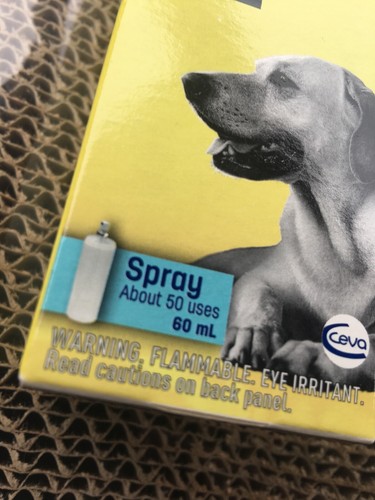 Spray
About 50 uses
60 mL
Ceva
WARNING. FLAMMABLE. EYE IRRITANT.
Read cautions on back panel.